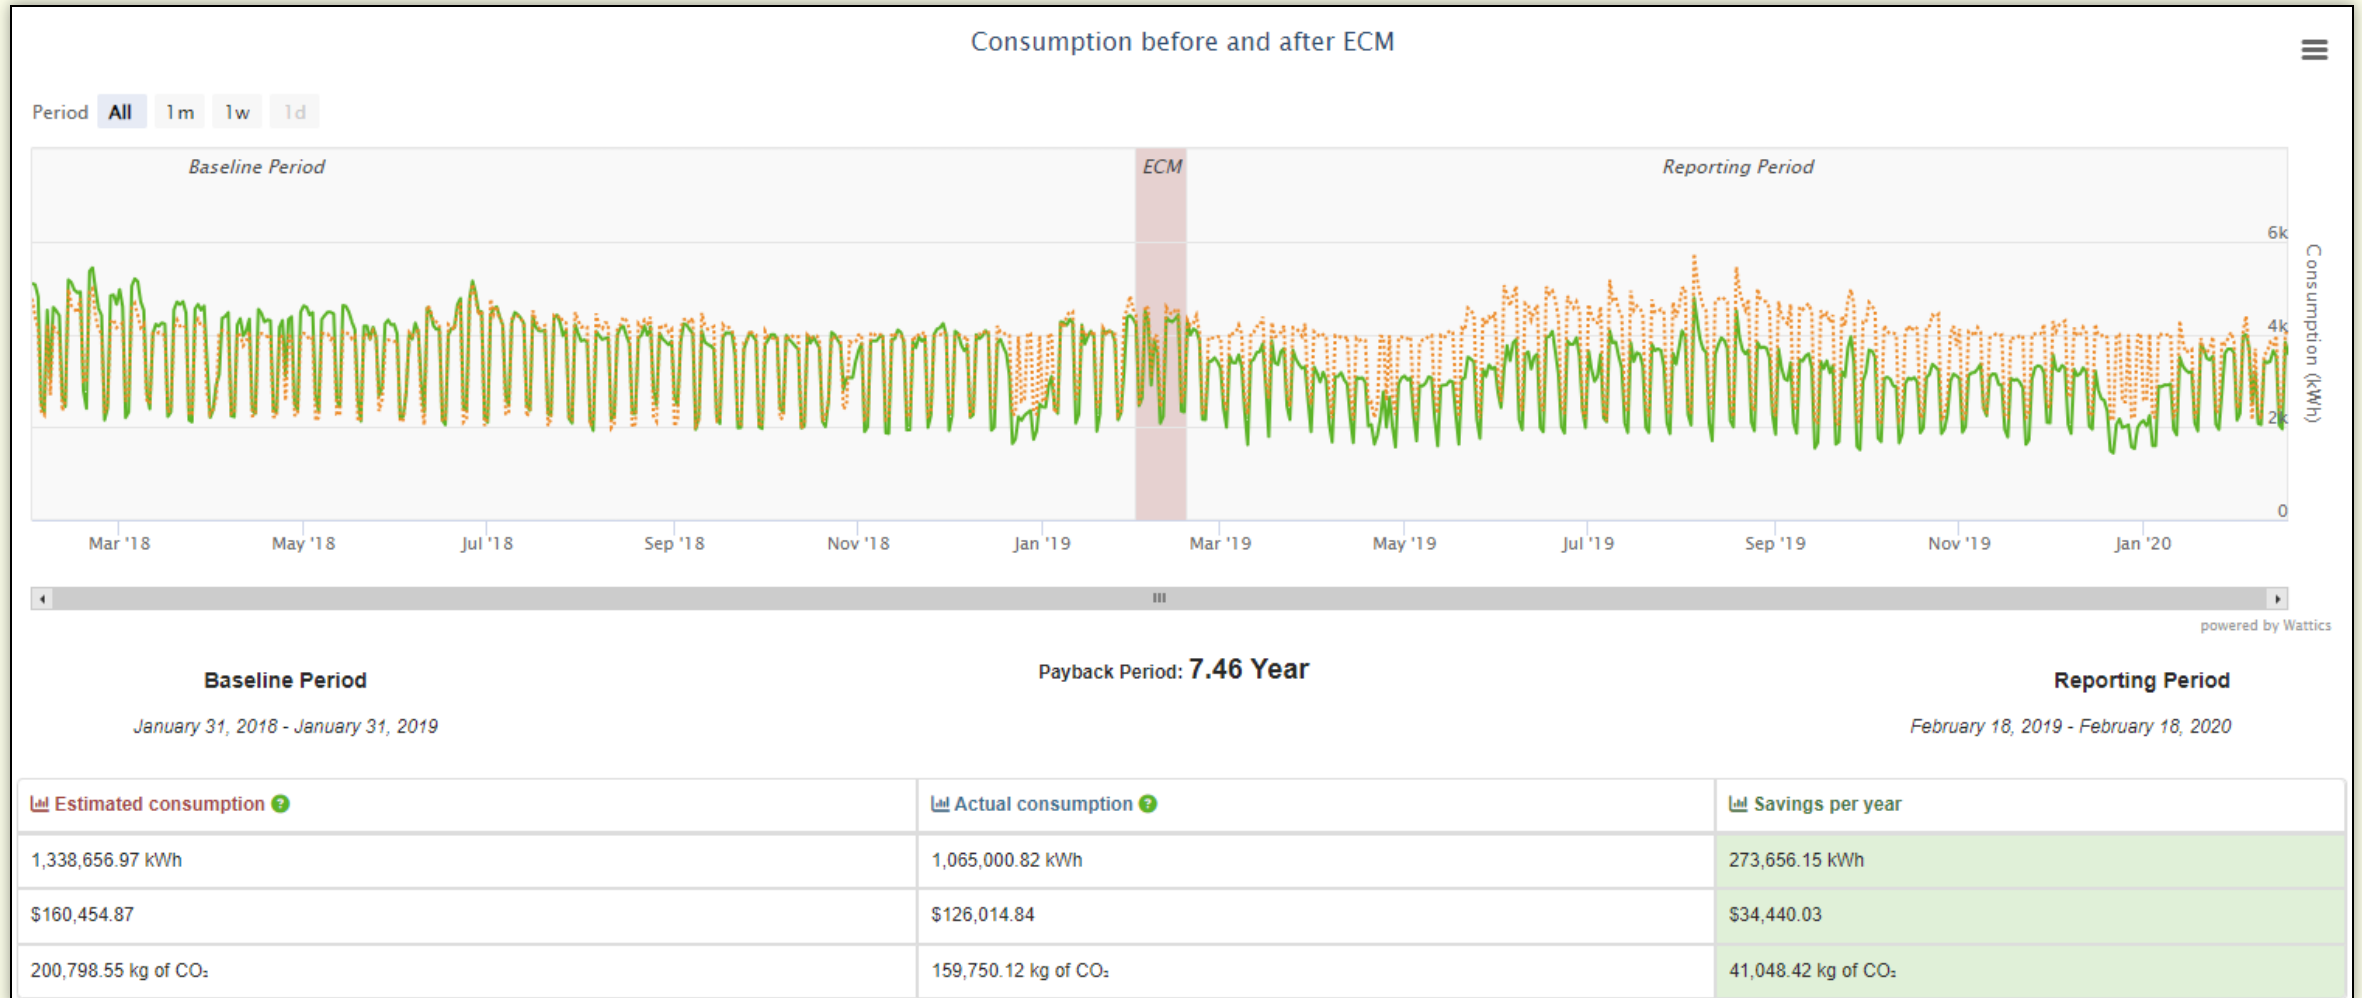 Consumption before and after ECM
Period All 1m 1w 1d
Baseline Period ECM Reporting Period
6k
4k
2k
0
Consumption (kWh)
Mar '18 May '18 Jul '18 Sep '18 Nov '18 Jan '19 Mar '19 May '19 Jul '19 Sep '19 Nov '19 Jan '20
powered by Wattics
Baseline Period
January 31, 2018 - January 31, 2019
Payback Period: 7.46 Year
Reporting Period
February 18, 2019 - February 18, 2020
Estimated consumption ? Actual consumption ? Savings per year
1,338,656.97 kWh 1,065,000.82 kWh 273,656.15 kWh
$160,454.87 $126,014.84 $34,440.03
200,798.55 kg of CO₂ 159,750.12 kg of CO₂ 41,048.42 kg of CO₂